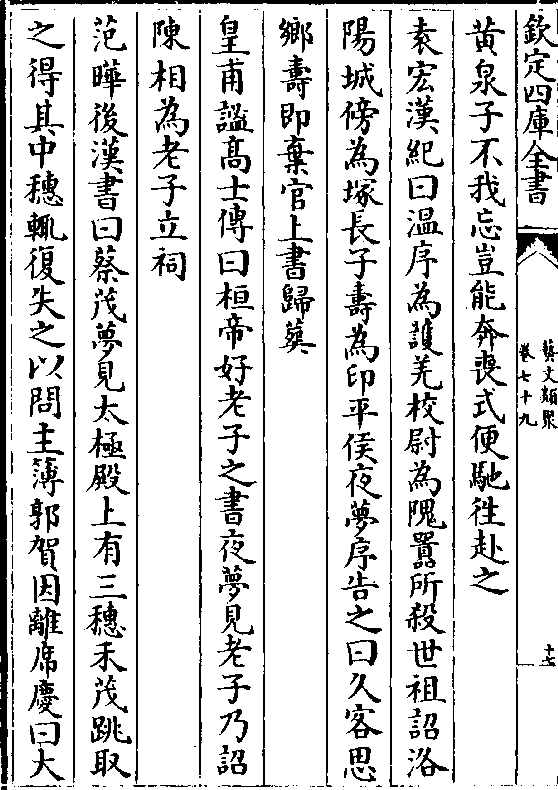 欽定四庫全書
藝文類聚
卷七十九
十七
黄泉子不我忘豈能奔喪式便馳往赴之
袁宏漢紀曰温序為護羌校尉為隗囂所殺世祖詔洛
陽城傍為塚長子壽為印平侯夜夢序告之曰久客思
鄉壽即棄官上書歸葬
皇甫謐髙士傳曰桓帝好老子之書夜夢見老子乃詔
陳相為老子立祠
范曄後漢書曰蔡茂夢見太極殿上有三穗禾茂跳取
之得其中穗輒復失之以問主簿郭賀因離席慶曰大